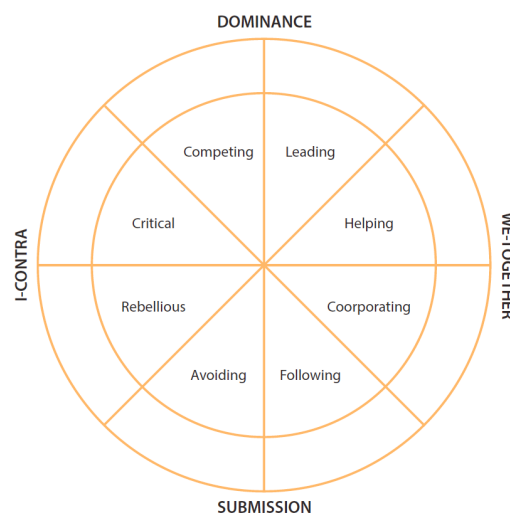 DOMINANCE
Competing
Leading
Critical
Helping
I-CONTRA
WE-TOGETHER
Rebellious
Coorporating
Avoiding
Following
SUBMISSION